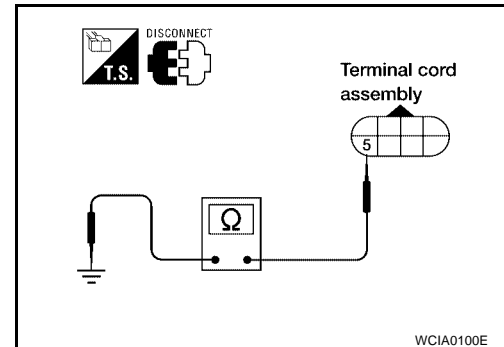 DISCONNECT
T.S.
Terminal cord
assembly
5
Ω
WCIA0100E